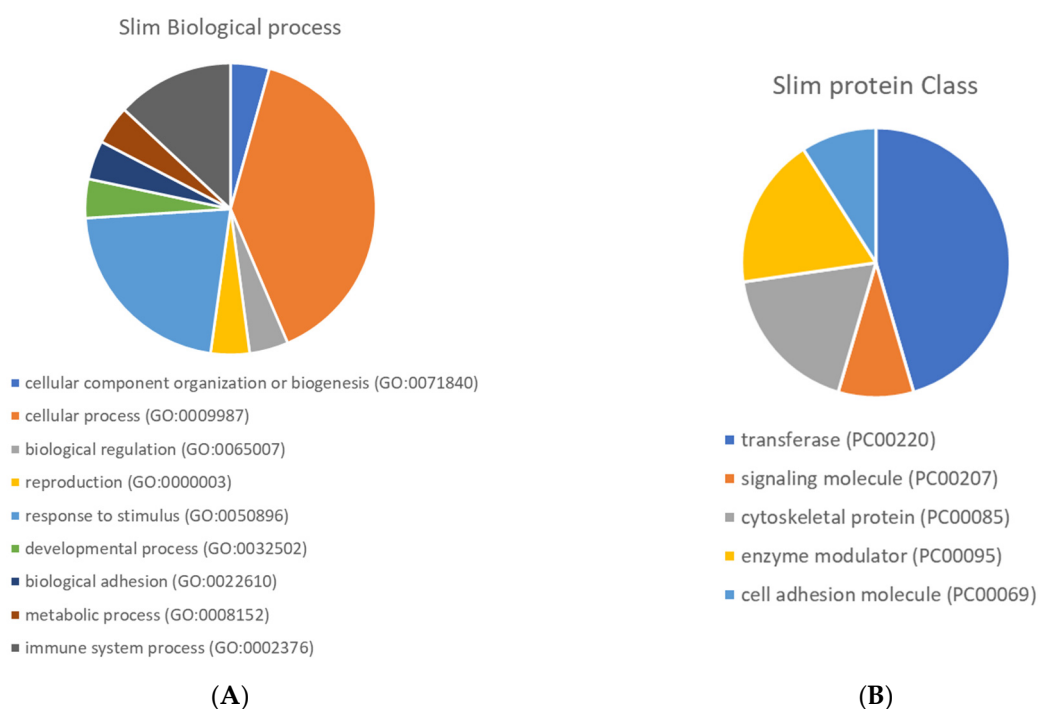 Slim Biological process
cellular component organization or biogenesis (GO:0071840)
cellular process (GO:0009987)
biological regulation (GO:0065007)
reproduction (GO:0000003)
response to stimulus (GO:0050896)
developmental process (GO:0032502)
biological adhesion (GO:0022610)
metabolic process (GO:0008152)
immune system process (GO:0002376)
(A)
Slim protein Class
transferase (PC00220)
signaling molecule (PC00207)
cytoskeletal protein (PC00085)
enzyme modulator (PC00095)
cell adhesion molecule (PC00069)
(B)